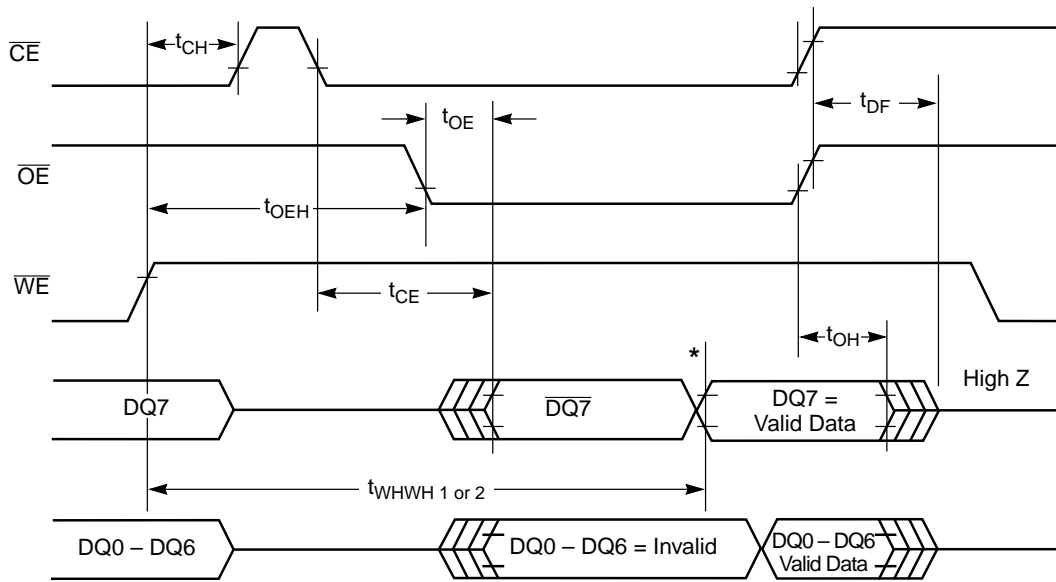 CE
tCH
tDF
tOE
OE
tOEH
WE
tCE
tOH
*
High Z
DQ7
DQ7
DQ7 =
Valid Data
tWHWH 1 or 2
DQ0 – DQ6
DQ0 – DQ6 = Invalid
DQ0 – DQ6
Valid Data